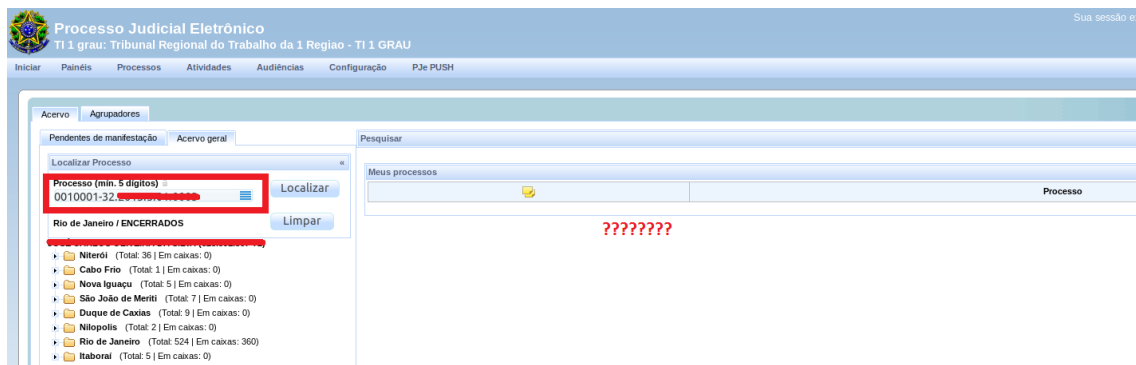 Sua sessão e
Processo Judicial Eletrônico
TI 1 grau: Tribunal Regional do Trabalho da 1 Regiao - TI 1 GRAU
Iniciar Painéis Processos Atividades Audiências Configuração PJe PUSH
Acervo Agrupadores
Pendentes de manifestação Acervo geral
Pesquisar
Localizar Processo «
Meus processos
Processo (mín. 5 dígitos)
Localizar
Processo
0010001-32.
Rio de Janeiro / ENCERRADOS
Limpar
????????
Niterói (Total: 36 | Em caixas: 0)
Cabo Frio (Total: 1 | Em caixas: 0)
Nova Iguaçu (Total: 5 | Em caixas: 0)
São João de Meriti (Total: 7 | Em caixas: 0)
Duque de Caxias (Total: 9 | Em caixas: 0)
Nilopolis (Total: 2 | Em caixas: 0)
Rio de Janeiro (Total: 524 | Em caixas: 360)
Itaboraí (Total: 5 | Em caixas: 0)